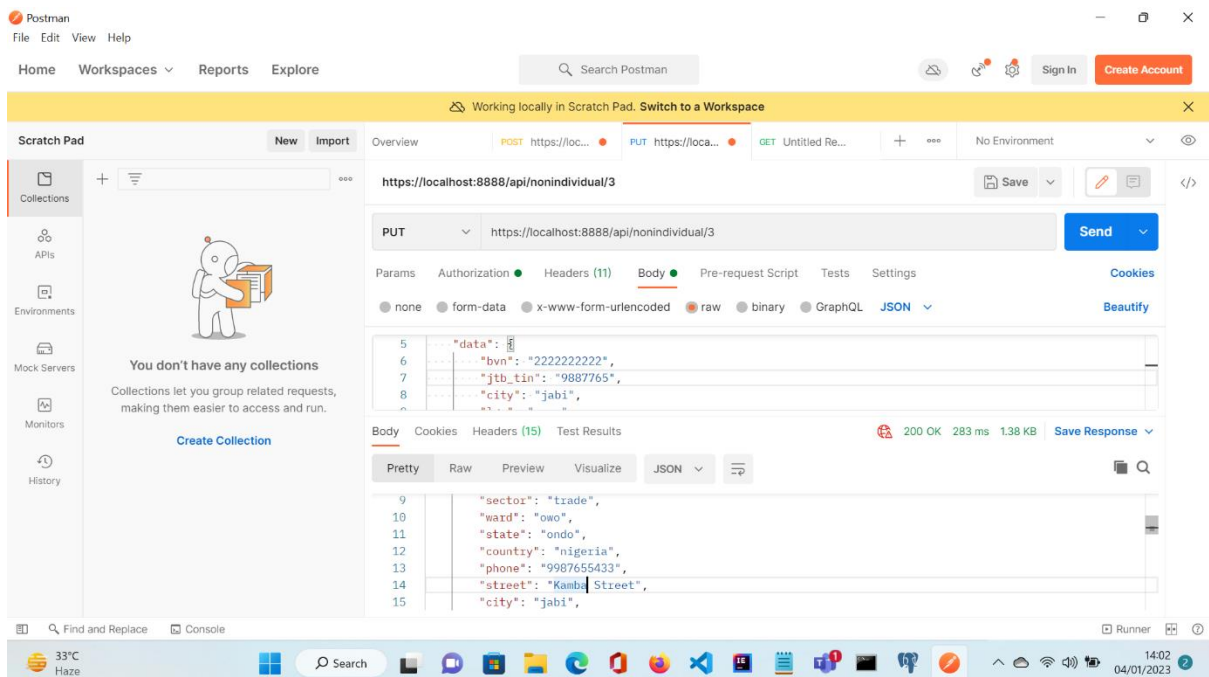 Postman
File Edit View Help
Home Workspaces Reports Explore Search Postman Sign In Create Account
Working locally in Scratch Pad. Switch to a Workspace
Scratch Pad New Import Overview POST https://loc... PUT https://loca... GET Untitled Re... No Environment
Collections
APIs
Environments
Mock Servers
Monitors
History
You don't have any collections
Collections let you group related requests,
making them easier to access and run.
Create Collection
https://localhost:8888/api/nonindividual/3 Save
PUT https://localhost:8888/api/nonindividual/3 Send
Params Authorization Headers (11) Body Pre-request Script Tests Settings Cookies
none form-data x-www-form-urlencoded raw binary GraphQL JSON Beautify
5 "data": {
6 "bvn": "2222222222",
7 "jtb_tin": "9887765",
8 "city": "jabi",
Body Cookies Headers (15) Test Results 200 OK 283 ms 1.38 KB Save Response
Pretty Raw Preview Visualize JSON
9 "sector": "trade",
10 "ward": "owo",
11 "state": "ondo",
12 "country": "nigeria",
13 "phone": "9987655433",
14 "street": "Kamba Street",
15 "city": "jabi",
Find and Replace Console Runner
33°C
Haze
Search
14:02
04/01/2023
2